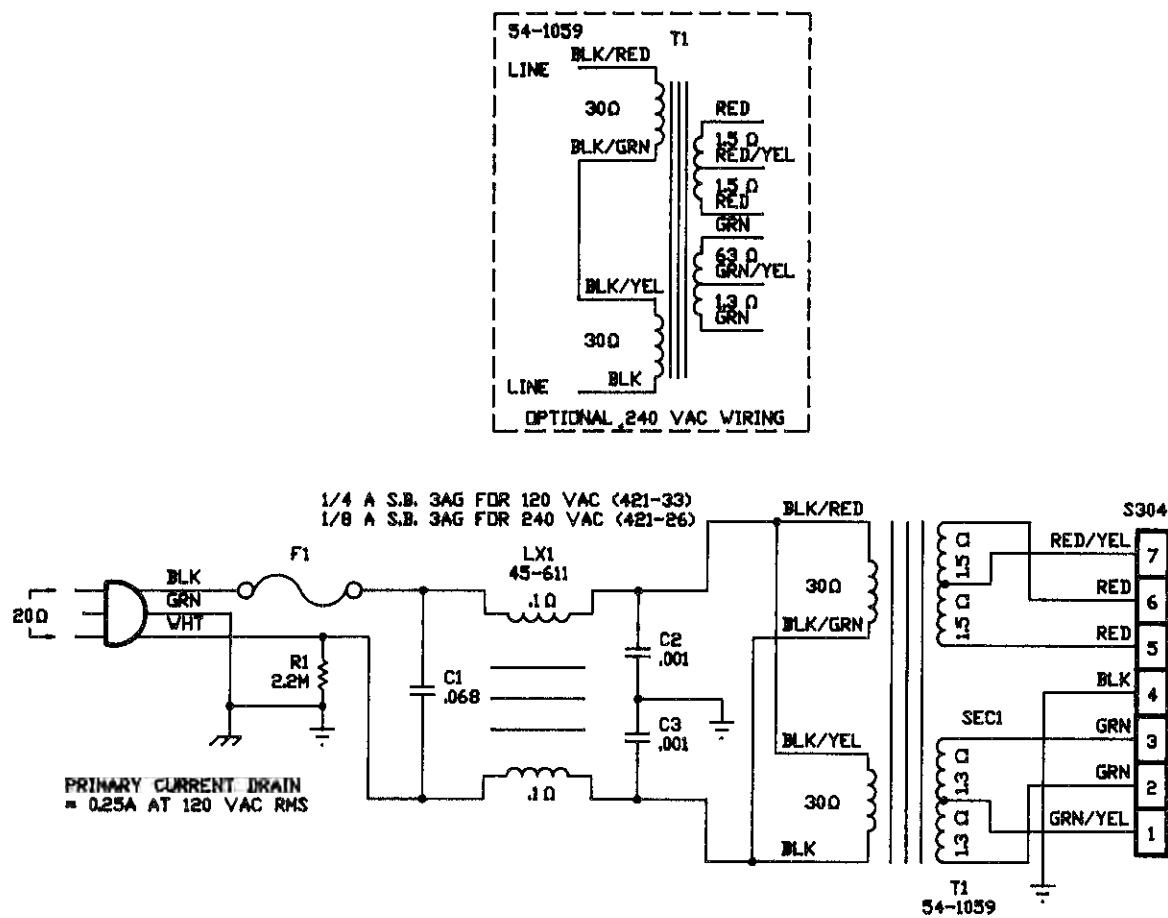 54-1059
T1
BLK/RED
LINE
30Ω
BLK/GRN
RED
1.5 Ω
RED/YEL
1.5 Ω
RED
GRN
63 Ω
GRN/YEL
1.3 Ω
GRN
BLK/YEL
30Ω
BLK
LINE
OPTIONAL 240 VAC WIRING
1/4 A S.B. 3AG FOR 120 VAC (421-33)
1/8 A S.B. 3AG FOR 240 VAC (421-26)
F1
LX1
45-611
.1Ω
BLK
GRN
WHT
20Ω
R1
2.2M
C1
.068
C2
.001
C3
.001
.1Ω
PRIMARY CURRENT DRAIN
= 0.25A AT 120 VAC RMS
BLK/RED
30Ω
BLK/GRN
BLK/YEL
30Ω
BLK
1.5 Ω
1.5 Ω
SEC1
1.3 Ω
1.3 Ω
T1
54-1059
S304
RED/YEL 7
RED 6
RED 5
BLK 4
GRN 3
GRN 2
GRN/YEL 1